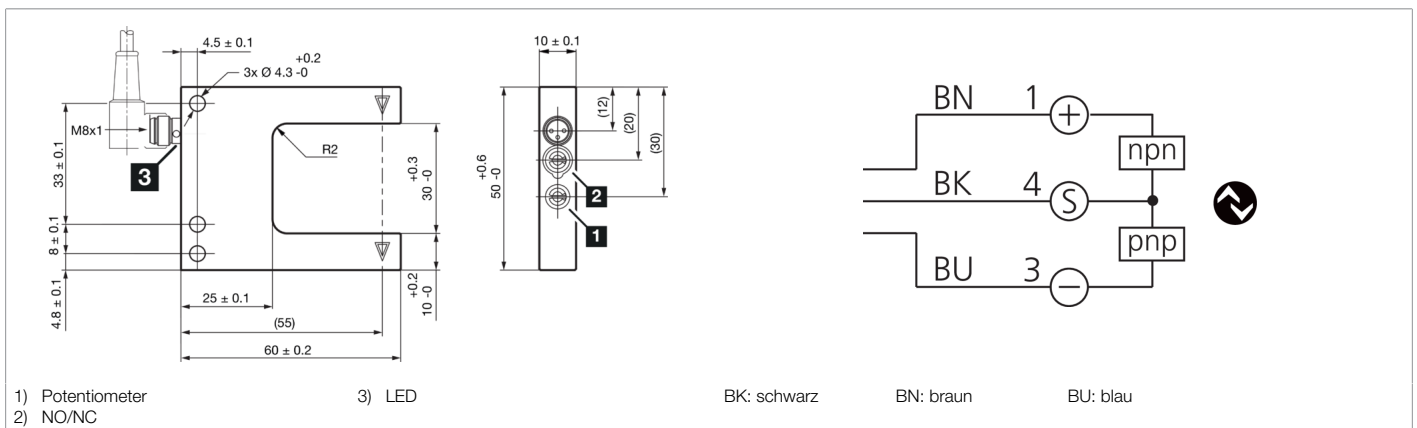 4.5 ± 0.1
+0.2
3x Ø 4.3 -0
M8x1
33 ± 0.1
3
R2
+0.3
30 -0
8 ± 0.1
4.8 ± 0.1
25 ± 0.1
(55)
60 ± 0.2
+0.2
10 -0
10 ± 0.1
(12)
(20)
(30)
+0.6
50 -0
2
1
BN 1 +
npn
BK 4 S
pnp
BU 3 −
1) Potentiometer
2) NO/NC
3) LED
BK: schwarz
BN: braun
BU: blau